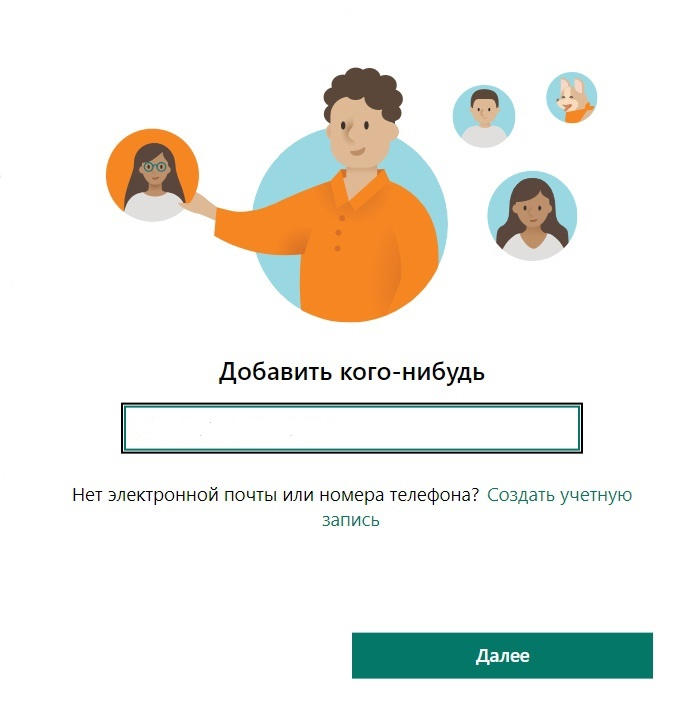 Добавить кого-нибудь
Нет электронной почты или номера телефона? Создать учетную
запись
Далее